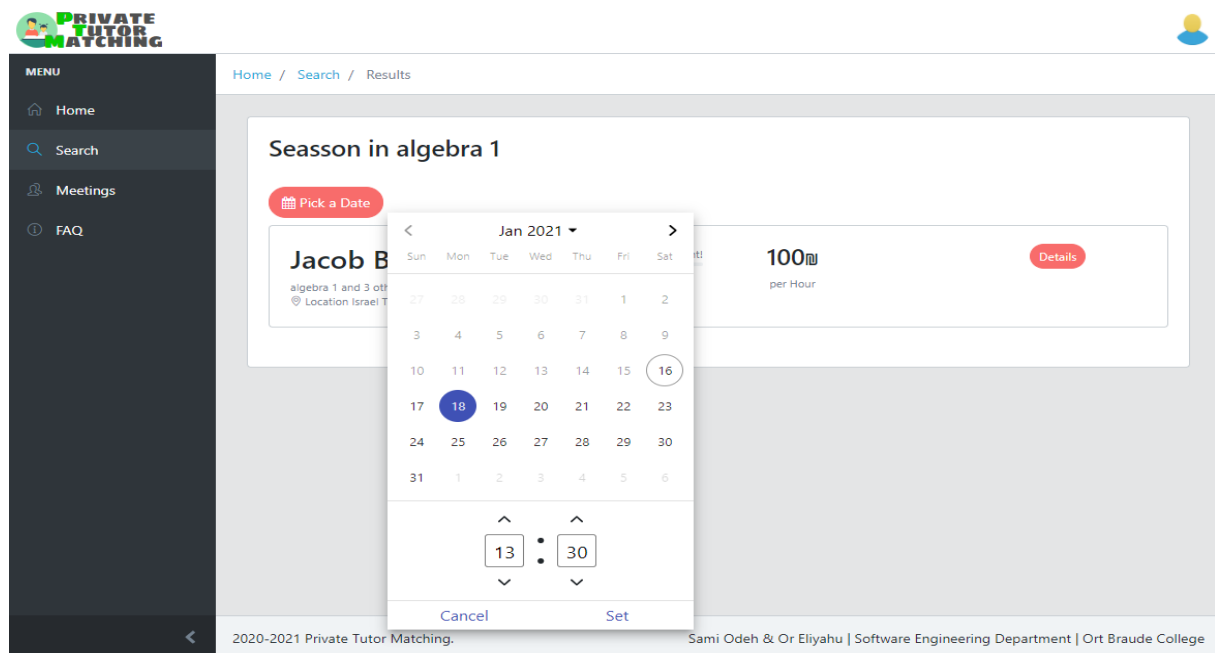 PRIVATE
TUTOR
MATCHING
MENU
Home
Search
Meetings
FAQ
Home / Search / Results
Seasson in algebra 1
Pick a Date
Jacob B
algebra 1 and 3 oth
Location Israel T
100₪
per Hour
Details
Jan 2021
Sun Mon Tue Wed Thu Fri Sat
27 28 29 30 31 1 2
3 4 5 6 7 8 9
10 11 12 13 14 15 16
17 18 19 20 21 22 23
24 25 26 27 28 29 30
31 1 2 3 4 5 6
13 : 30
Cancel Set
2020-2021 Private Tutor Matching.
Sami Odeh & Or Eliyahu | Software Engineering Department | Ort Braude College